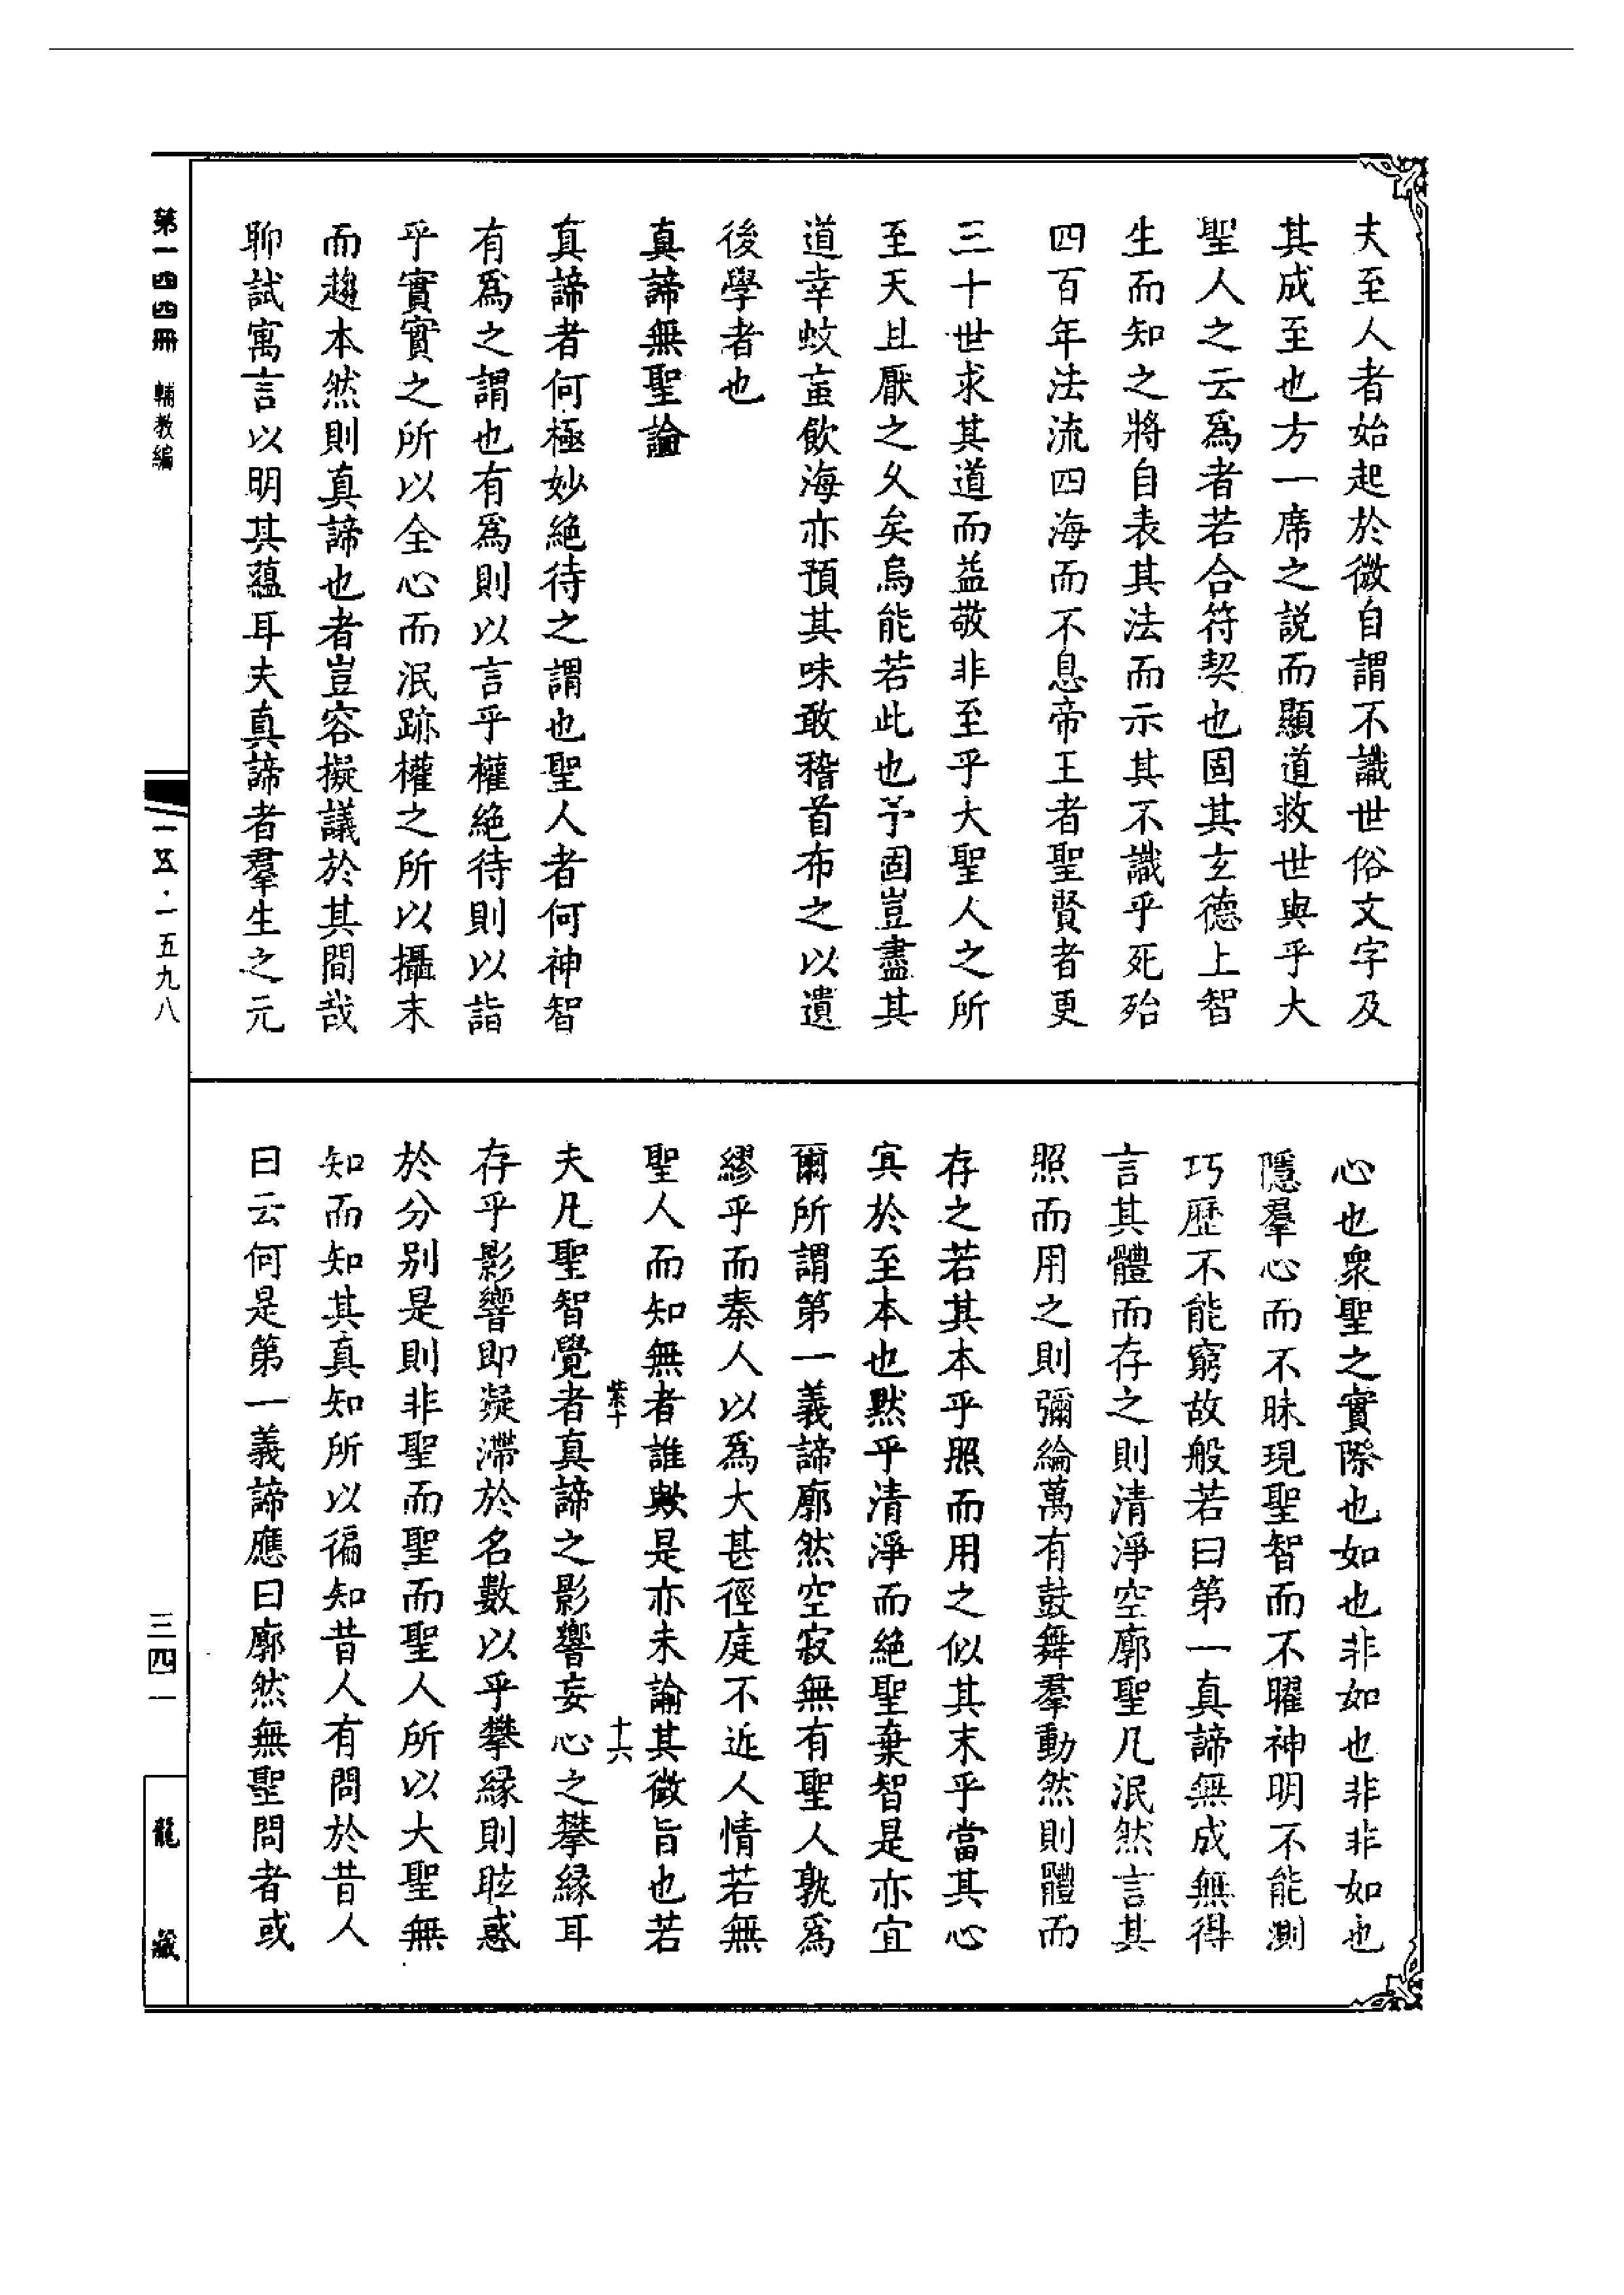 夫至人者始起於微自謂不識世俗文字及
其成至也方一席之説而顯道救世與乎大
聖人之云爲者若合符契也固其玄德上智
生而知之將自表其法而示其不識乎死殆
四百年法流四海而不息帝王者聖賢者更
三十世求其道而益敬非至乎大聖人之所
至天且厭之乆矣烏能若此也予固豈盡其
道幸蚊蝱飲海亦預其味敢稽首布之以遺
後學者也
真諦無聖論
真諦者何極妙絶待之謂也聖人者何神智
有爲之謂也有爲則以言乎權絶待則以詣
乎實實之所以全心而泯跡權之所以攝末
而趨本然則真諦也者豈容擬議於其間哉
聊試寓言以明其蘊耳夫真諦者羣生之元
心也衆聖之實際也如也非如也非非如也
隱羣心而不昧現聖智而不曜神明不能測
巧歷不能窮故般若曰第一真諦無成無得
言其體而存之則清淨空廓聖凡泯然言其
照而用之則彌綸萬有鼓舞羣動然則體而
存之若其本乎照而用之似其末乎當其心
寘於至本也默乎清淨而絶聖棄智是亦宜
爾所謂第一義諦廓然空寂無有聖人孰爲
繆乎而秦人以爲大甚徑庭不近人情若無
聖人而知無者誰歟是亦未諭其微旨也若
紫十 十六
夫凡聖智覺者真諦之影響妄心之攀緣耳
存乎影響即凝滯於名數以乎攀緣則眩惑
於分别是則非聖而聖而聖人所以大聖無
知而知其真知所以徧知昔人有問於昔人
曰云何是第一義諦應曰廓然無聖問者或
第一四四冊 輔教編
一五·一五九八
三四一
龍藏